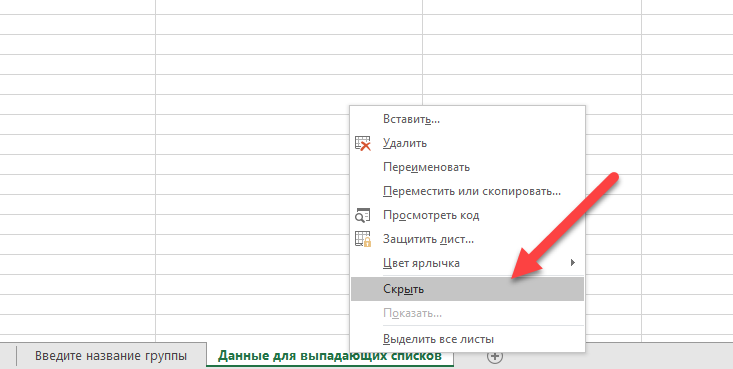 Вставить...
Удалить
Переименовать
Переместить или скопировать...
Просмотреть код
Защитить лист...
Цвет ярлычка
Скрыть
Показать...
Выделить все листы
Введите название группы
Данные для выпадающих списков